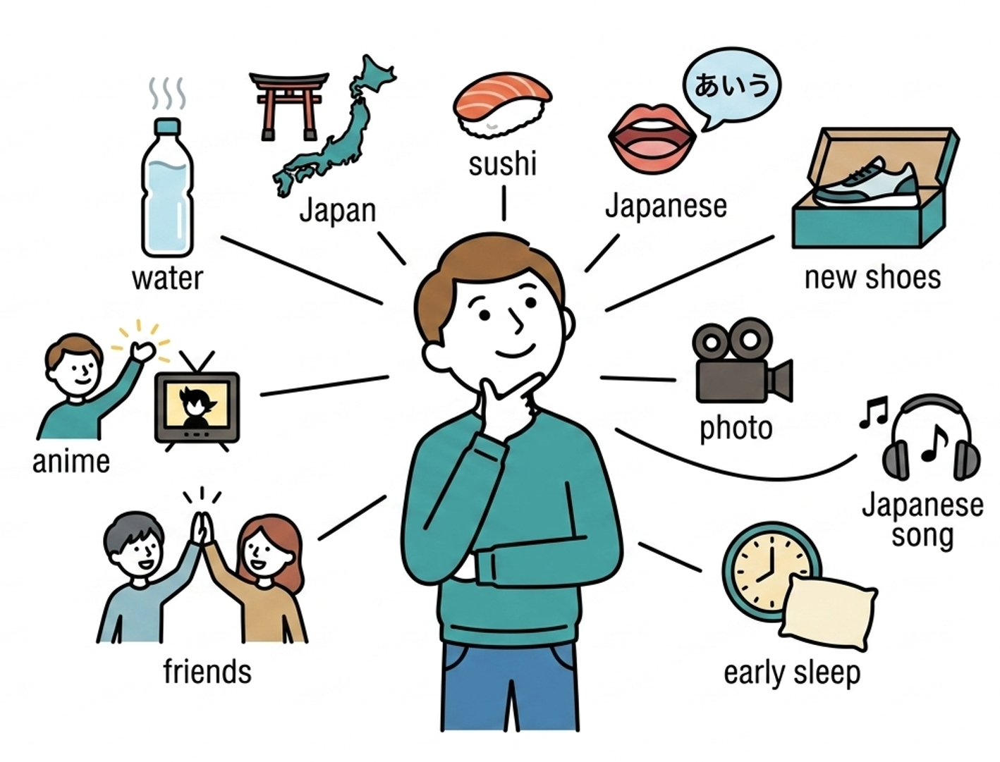 あいう
sushi
Japan
Japanese
water
new shoes
photo
anime
Japanese
song
friends
early sleep